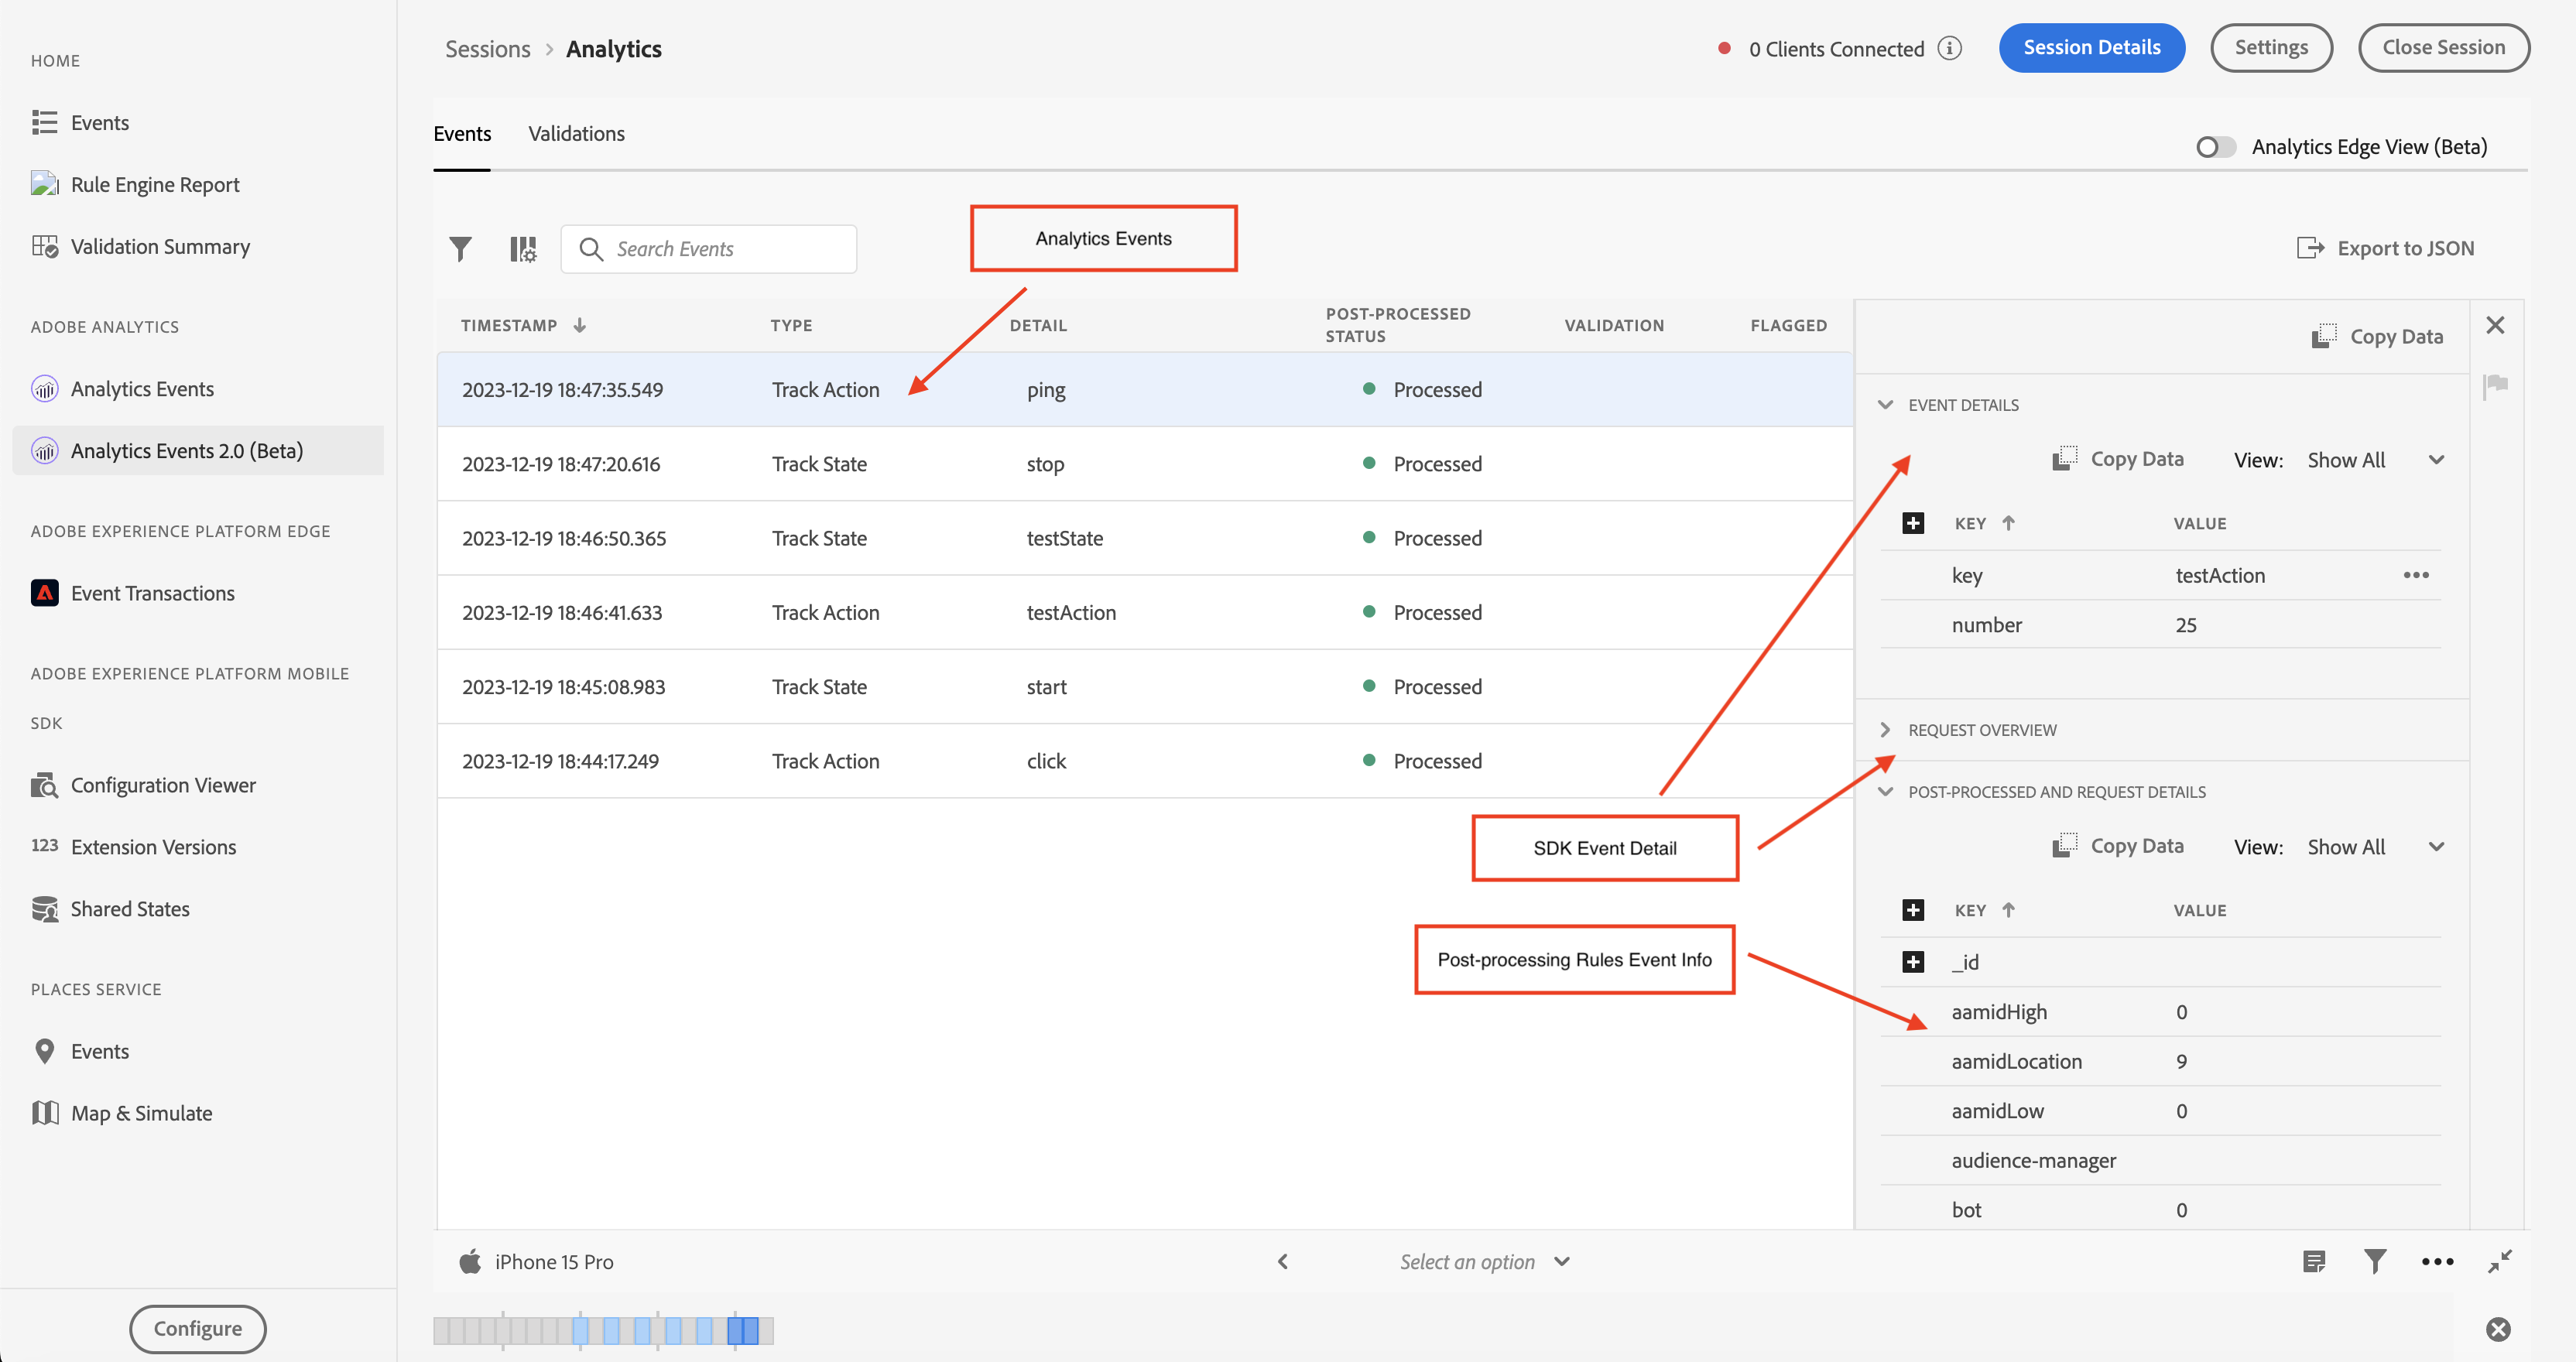 HOME
Events
Rule Engine Report
Validation Summary
ADOBE ANALYTICS
Analytics Events
Analytics Events 2.0 (Beta)
ADOBE EXPERIENCE PLATFORM EDGE
Event Transactions
ADOBE EXPERIENCE PLATFORM MOBILE
SDK
Configuration Viewer
123 Extension Versions
Shared States
PLACES SERVICE
Events
Map & Simulate
Configure
Sessions > Analytics
0 Clients Connected
Session Details
Settings
Close Session
Events Validations
Analytics Edge View (Beta)
Search Events
Analytics Events
Export to JSON
TIMESTAMP TYPE DETAIL POST-PROCESSED STATUS VALIDATION FLAGGED
2023-12-19 18:47:35.549 Track Action ping Processed
2023-12-19 18:47:20.616 Track State stop Processed
2023-12-19 18:46:50.365 Track State testState Processed
2023-12-19 18:46:41.633 Track Action testAction Processed
2023-12-19 18:45:08.983 Track State start Processed
2023-12-19 18:44:17.249 Track Action click Processed
SDK Event Detail
Post-processing Rules Event Info
Copy Data
EVENT DETAILS
Copy Data View: Show All
KEY VALUE
key testAction
number 25
REQUEST OVERVIEW
POST-PROCESSED AND REQUEST DETAILS
Copy Data View: Show All
KEY VALUE
_id
aamidHigh 0
aamidLocation 9
aamidLow 0
audience-manager
bot 0
iPhone 15 Pro
Select an option